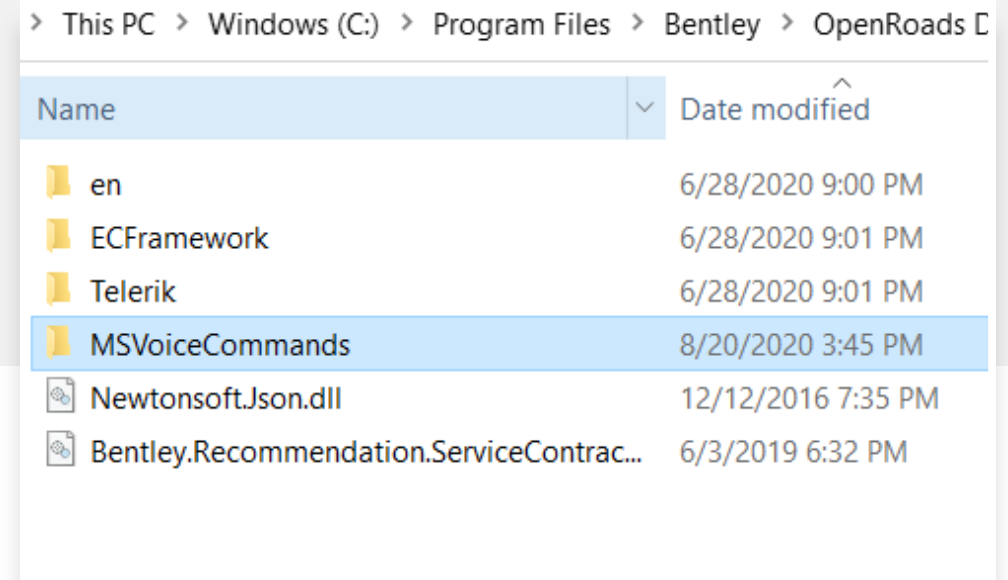 > This PC > Windows (C:) > Program Files > Bentley > OpenRoads D
Name Date modified
en 6/28/2020 9:00 PM
ECFramework 6/28/2020 9:01 PM
Telerik 6/28/2020 9:01 PM
MSVoiceCommands 8/20/2020 3:45 PM
Newtonsoft.Json.dll 12/12/2016 7:35 PM
Bentley.Recommendation.ServiceContrac... 6/3/2019 6:32 PM